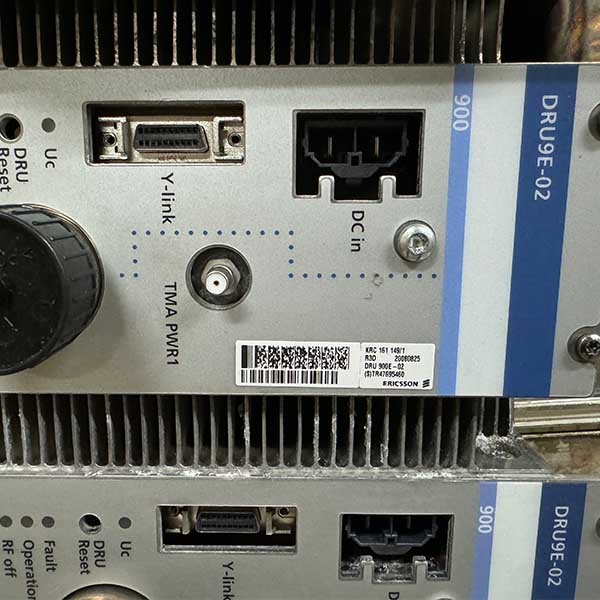 DRU
Reset
Uc
Y-link
DC in
TMA PWR1
900
DRU9E-02
KRC 161 149/1
R3D 20080825
DRU 900E-02
(S)TR47695460
ERICSSON
RF off
Operation
Fault
DRU
Reset
Uc
Y-link
D
900
DRU9E-02